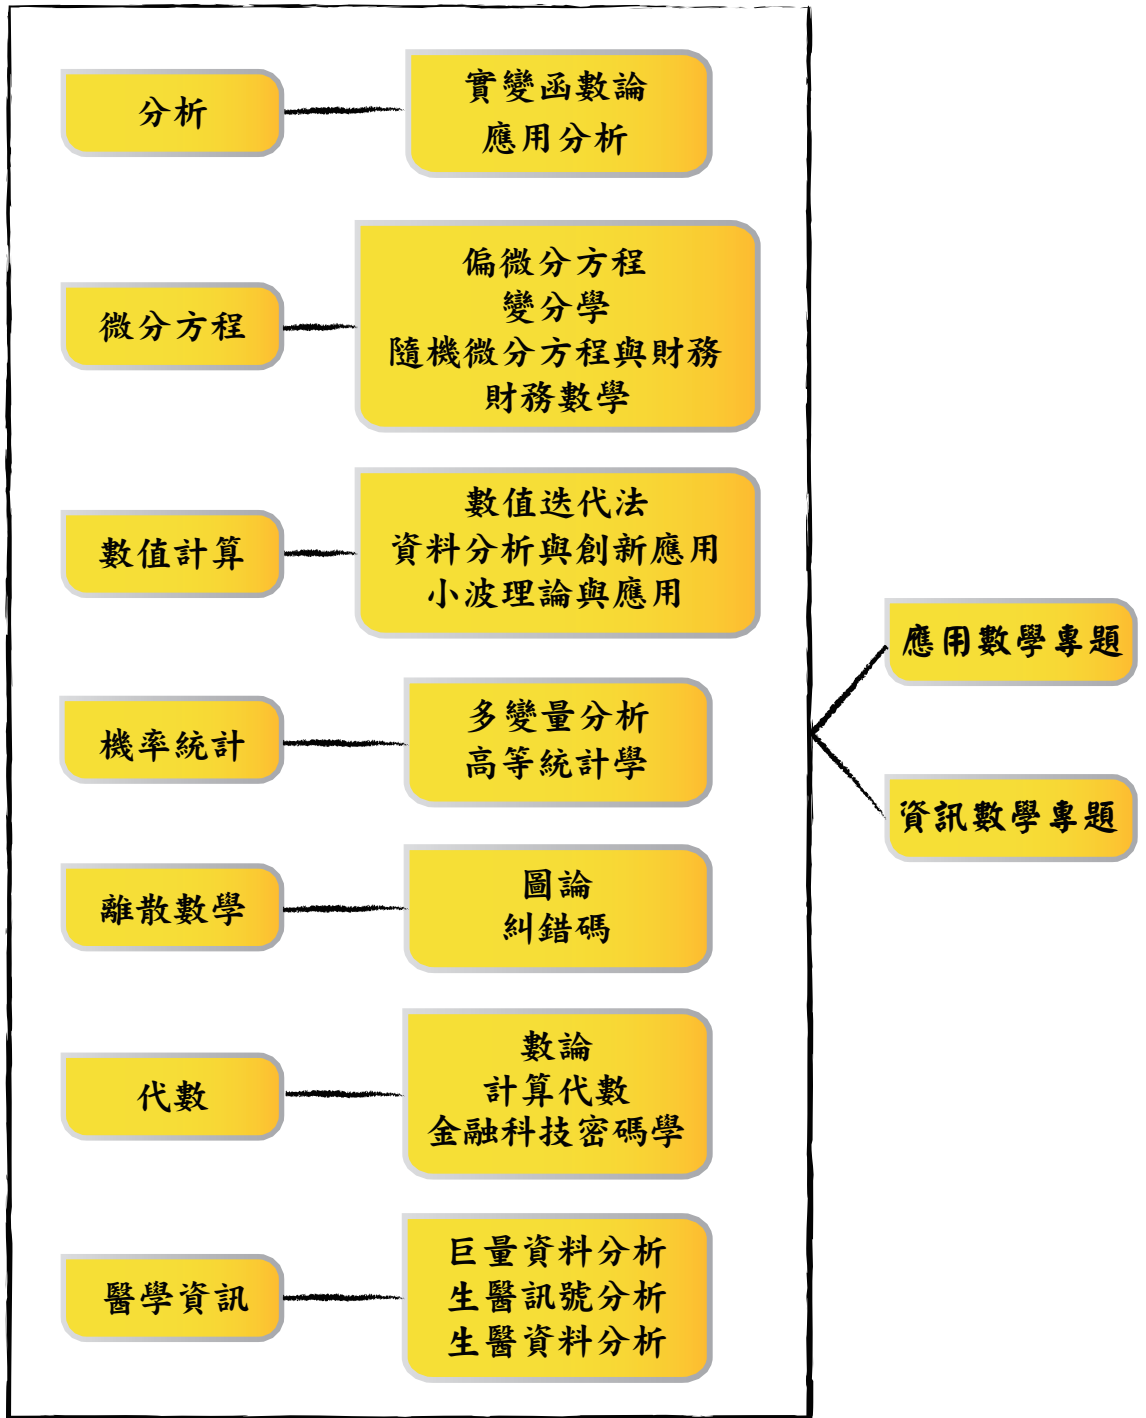 分析
實變函數論
應用分析
微分方程
偏微分方程
變分學
隨機微分方程與財務
財務數學
數值計算
數值迭代法
資料分析與創新應用
小波理論與應用
機率統計
多變量分析
高等統計學
離散數學
圖論
糾錯碼
代數
數論
計算代數
金融科技密碼學
醫學資訊
巨量資料分析
生醫訊號分析
生醫資料分析
應用數學專題
資訊數學專題